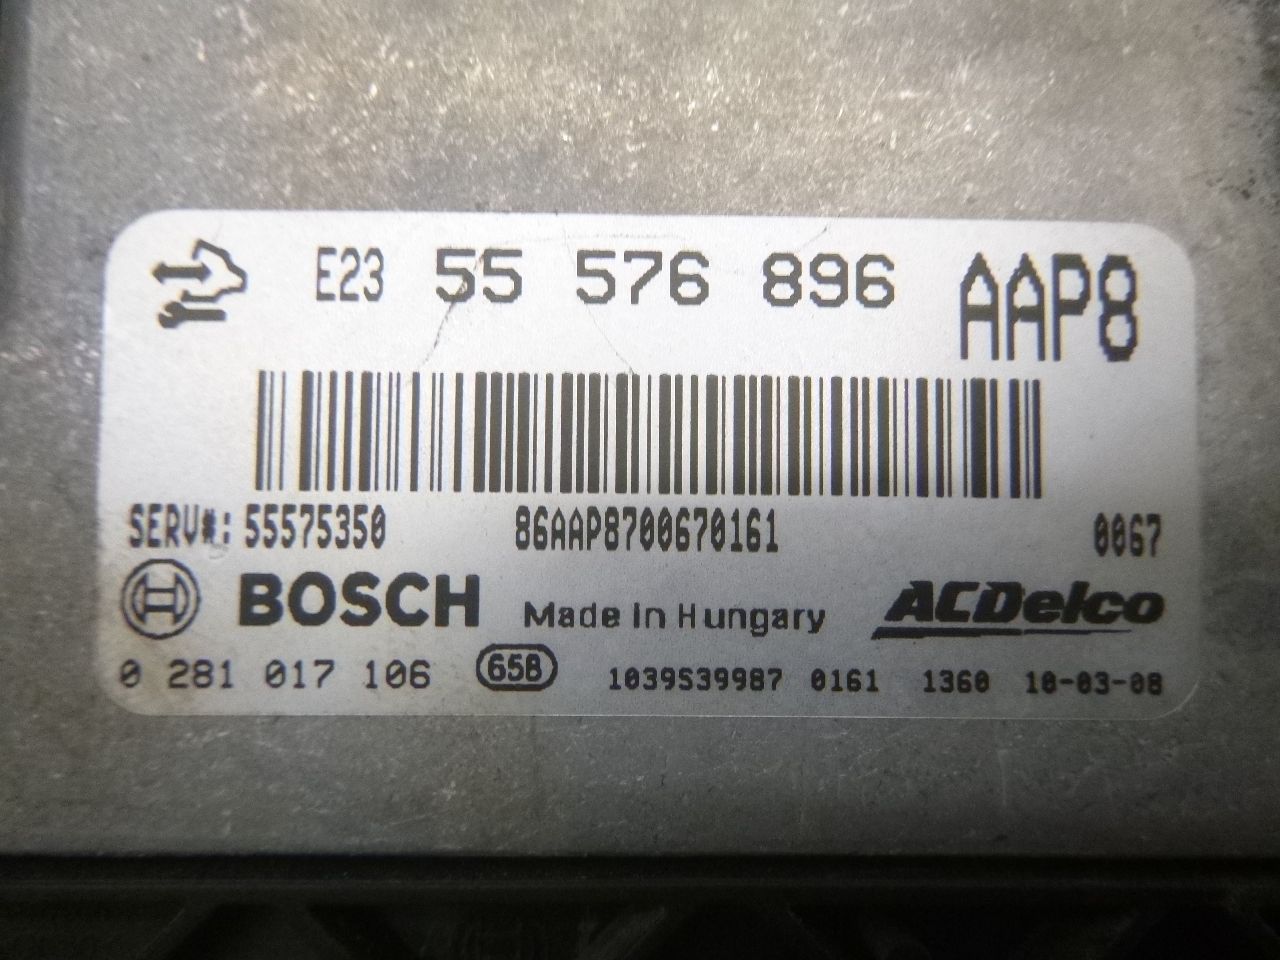 E23 55 576 896 AAP8
SERV#: 55575350 86AAP8700670161 0067
BOSCH Made in Hungary ACDelco
0 281 017 106 65B 1039S39987 0161 1360 10-03-08